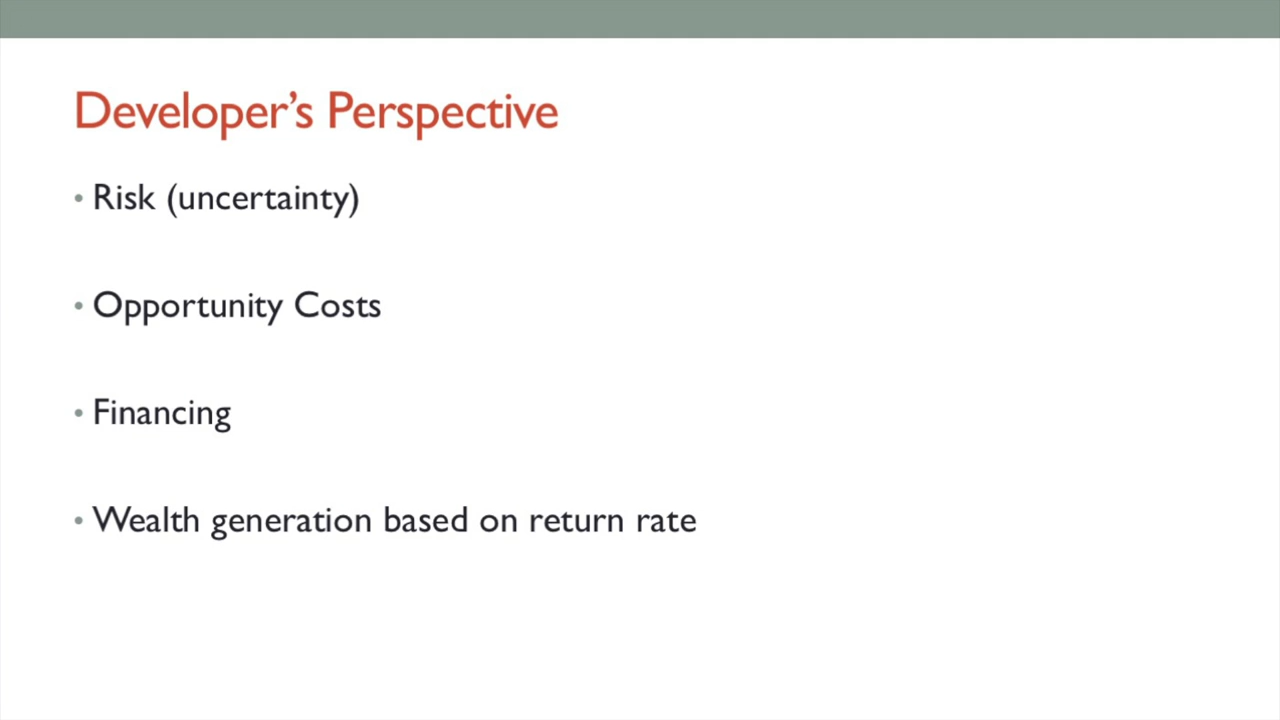 Developer’s Perspective
• Risk (uncertainty)
• Opportunity Costs
• Financing
• Wealth generation based on return rate